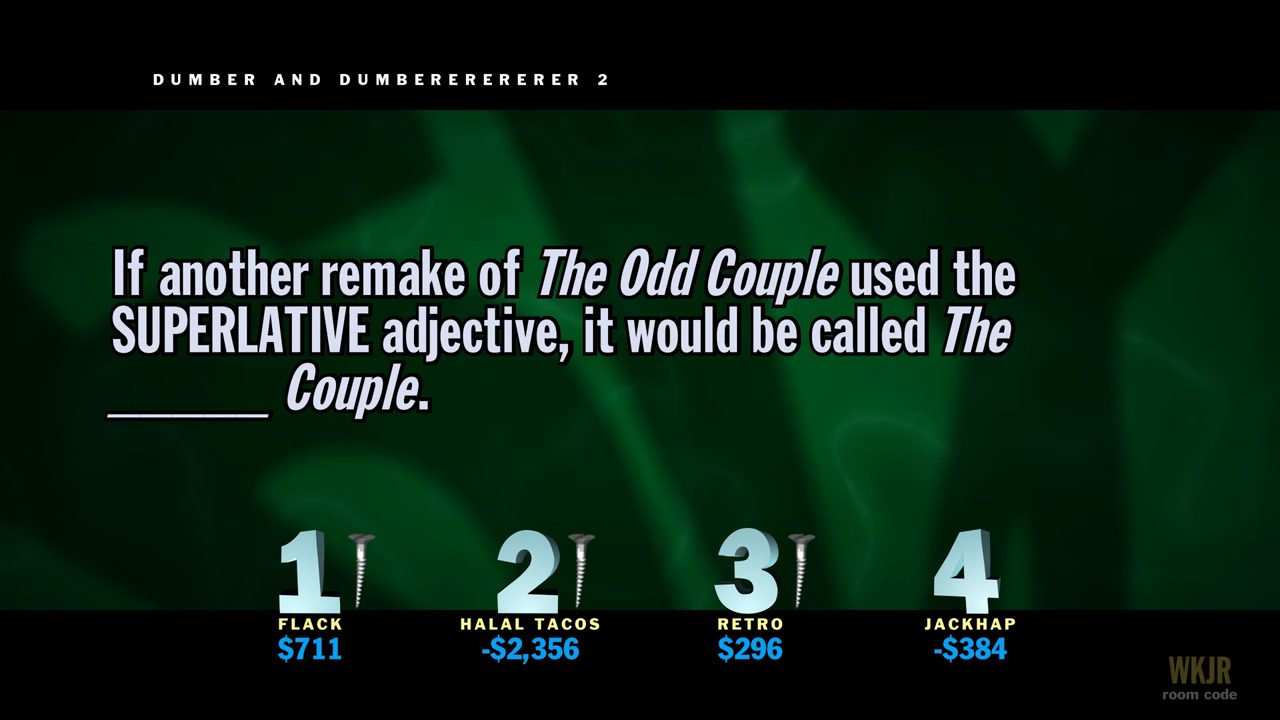 DUMBER AND DUMBERERERERER 2
If another remake of The Odd Couple used the
SUPERLATIVE adjective, it would be called The
______ Couple.
1 2 3 4
FLACK HALAL TACOS RETRO JACKHAP
$711 -$2,356 $296 -$384
WKJR
room code